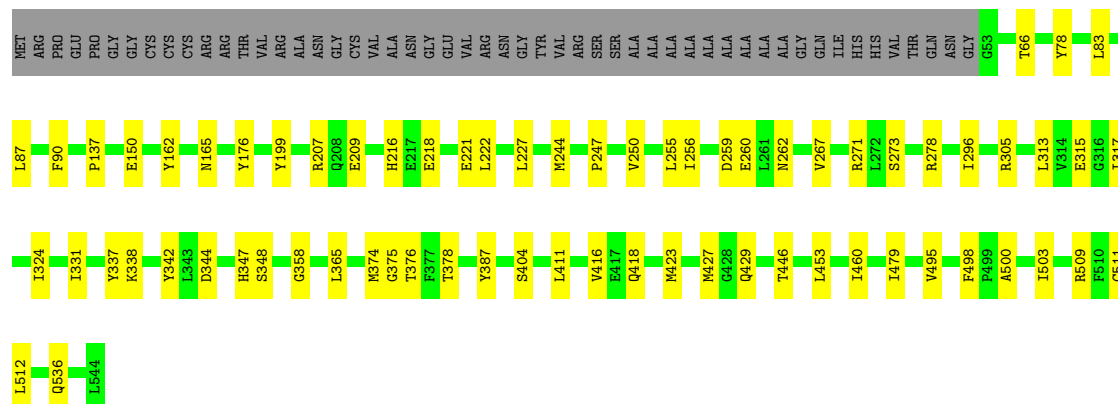 MET ARG PRO GLU PRO GLY GLY CYS CYS CYS ARG ARG THR VAL ARG ALA ASN GLY CYS VAL ALA ASN GLY GLU VAL ARG ASN GLY TYR VAL ARG SER SER ALA ALA ALA ALA ALA ALA ALA ALA ALA GLY GLN ILE HIS HIS VAL THR GLN ASN GLY G53 T66 Y78 L83
L87 F90 P137 E150 Y162 N165 Y176 Y199 R207 Q208 E209 H216 E217 E218 E221 L222 L227 M244 P247 V250 L255 I256 D259 E260 L261 N262 V267 R271 L272 S273 R278 I296 R305 L313 V314 E315 G316 I317
I324 I331 Y337 K338 Y342 L343 D344 H347 S348 G358 L365 M374 G375 T376 F377 T378 Y387 S404 L411 V416 E417 Q418 M423 M427 G428 Q429 T446 L453 I460 I479 V495 F498 P499 A500 I503 R509 F510 C511
L512 Q536 L544